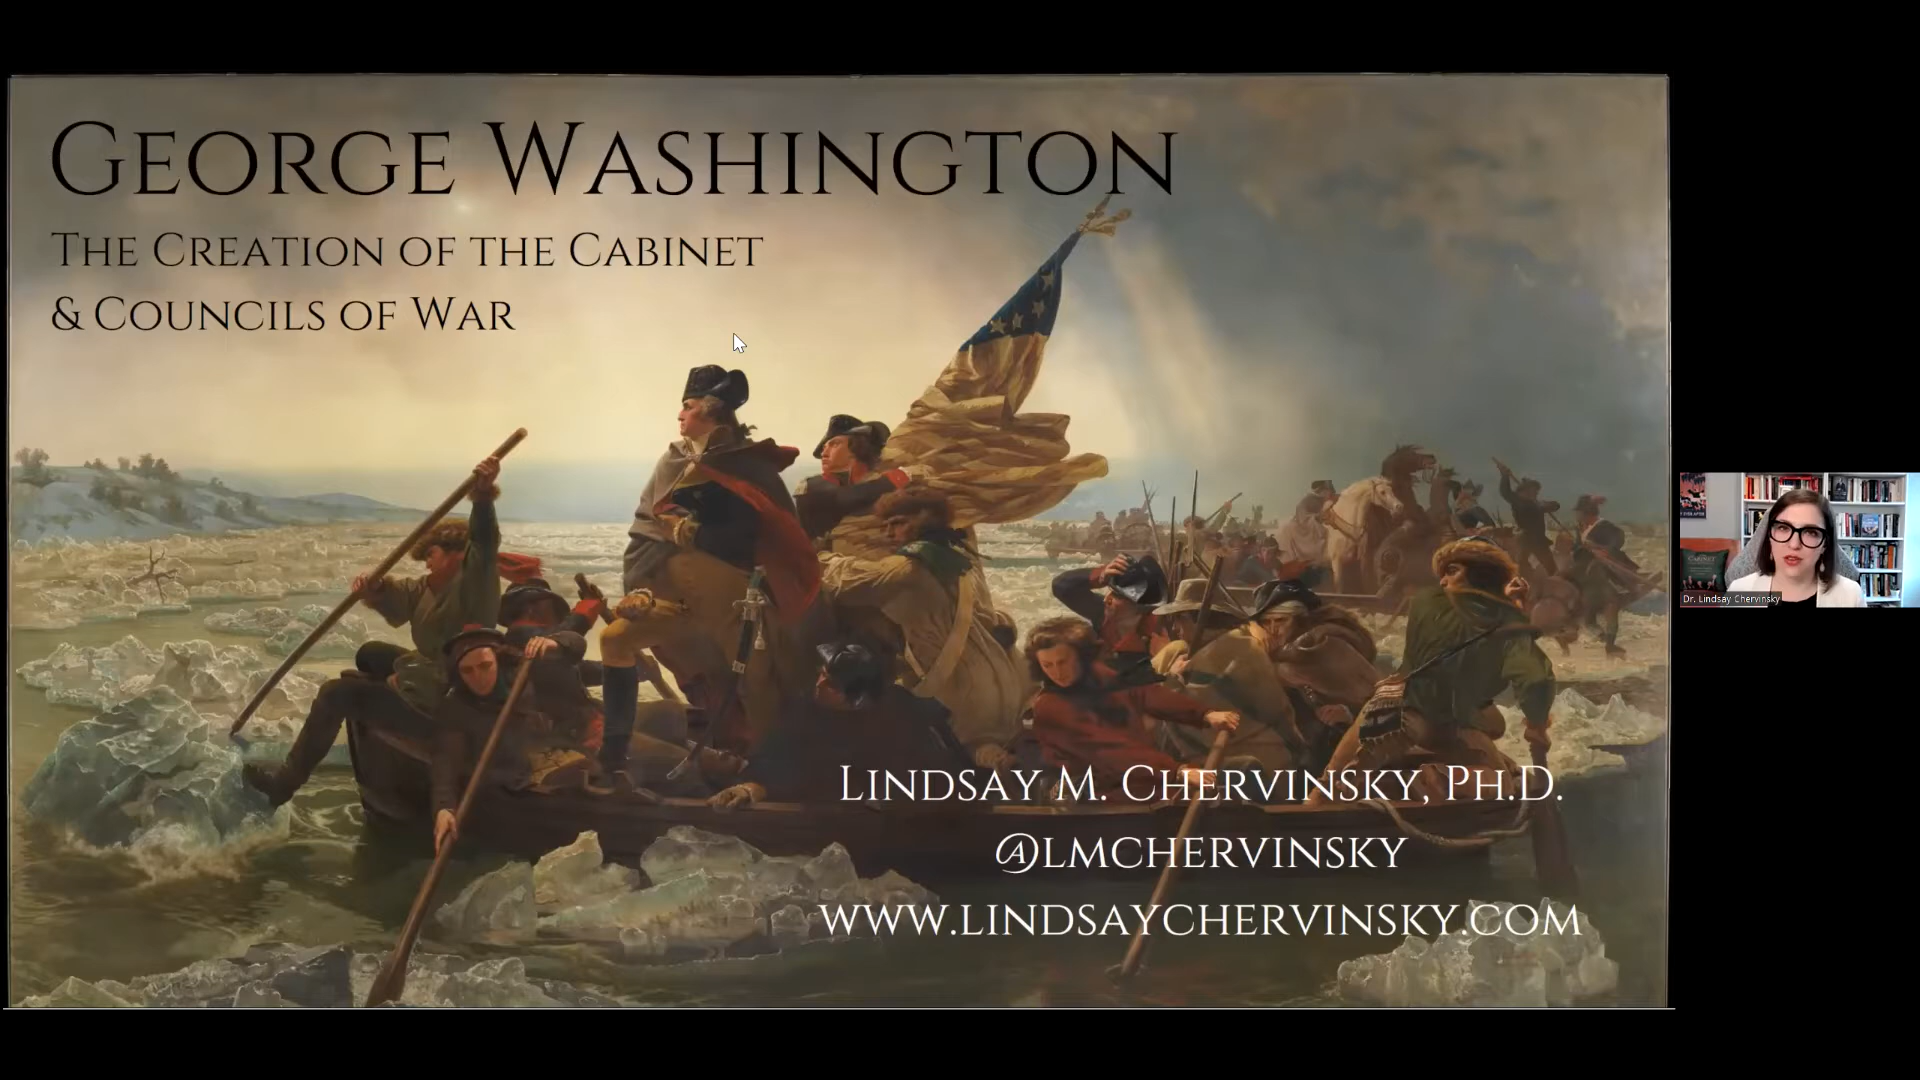 GEORGE WASHINGTON
THE CREATION OF THE CABINET
& COUNCILS OF WAR
LINDSAY M. CHERVINSKY, PH.D.
@LMCHERVINSKY
WWW.LINDSAYCHERVINSKY.COM
Dr. Lindsay Chervinsky